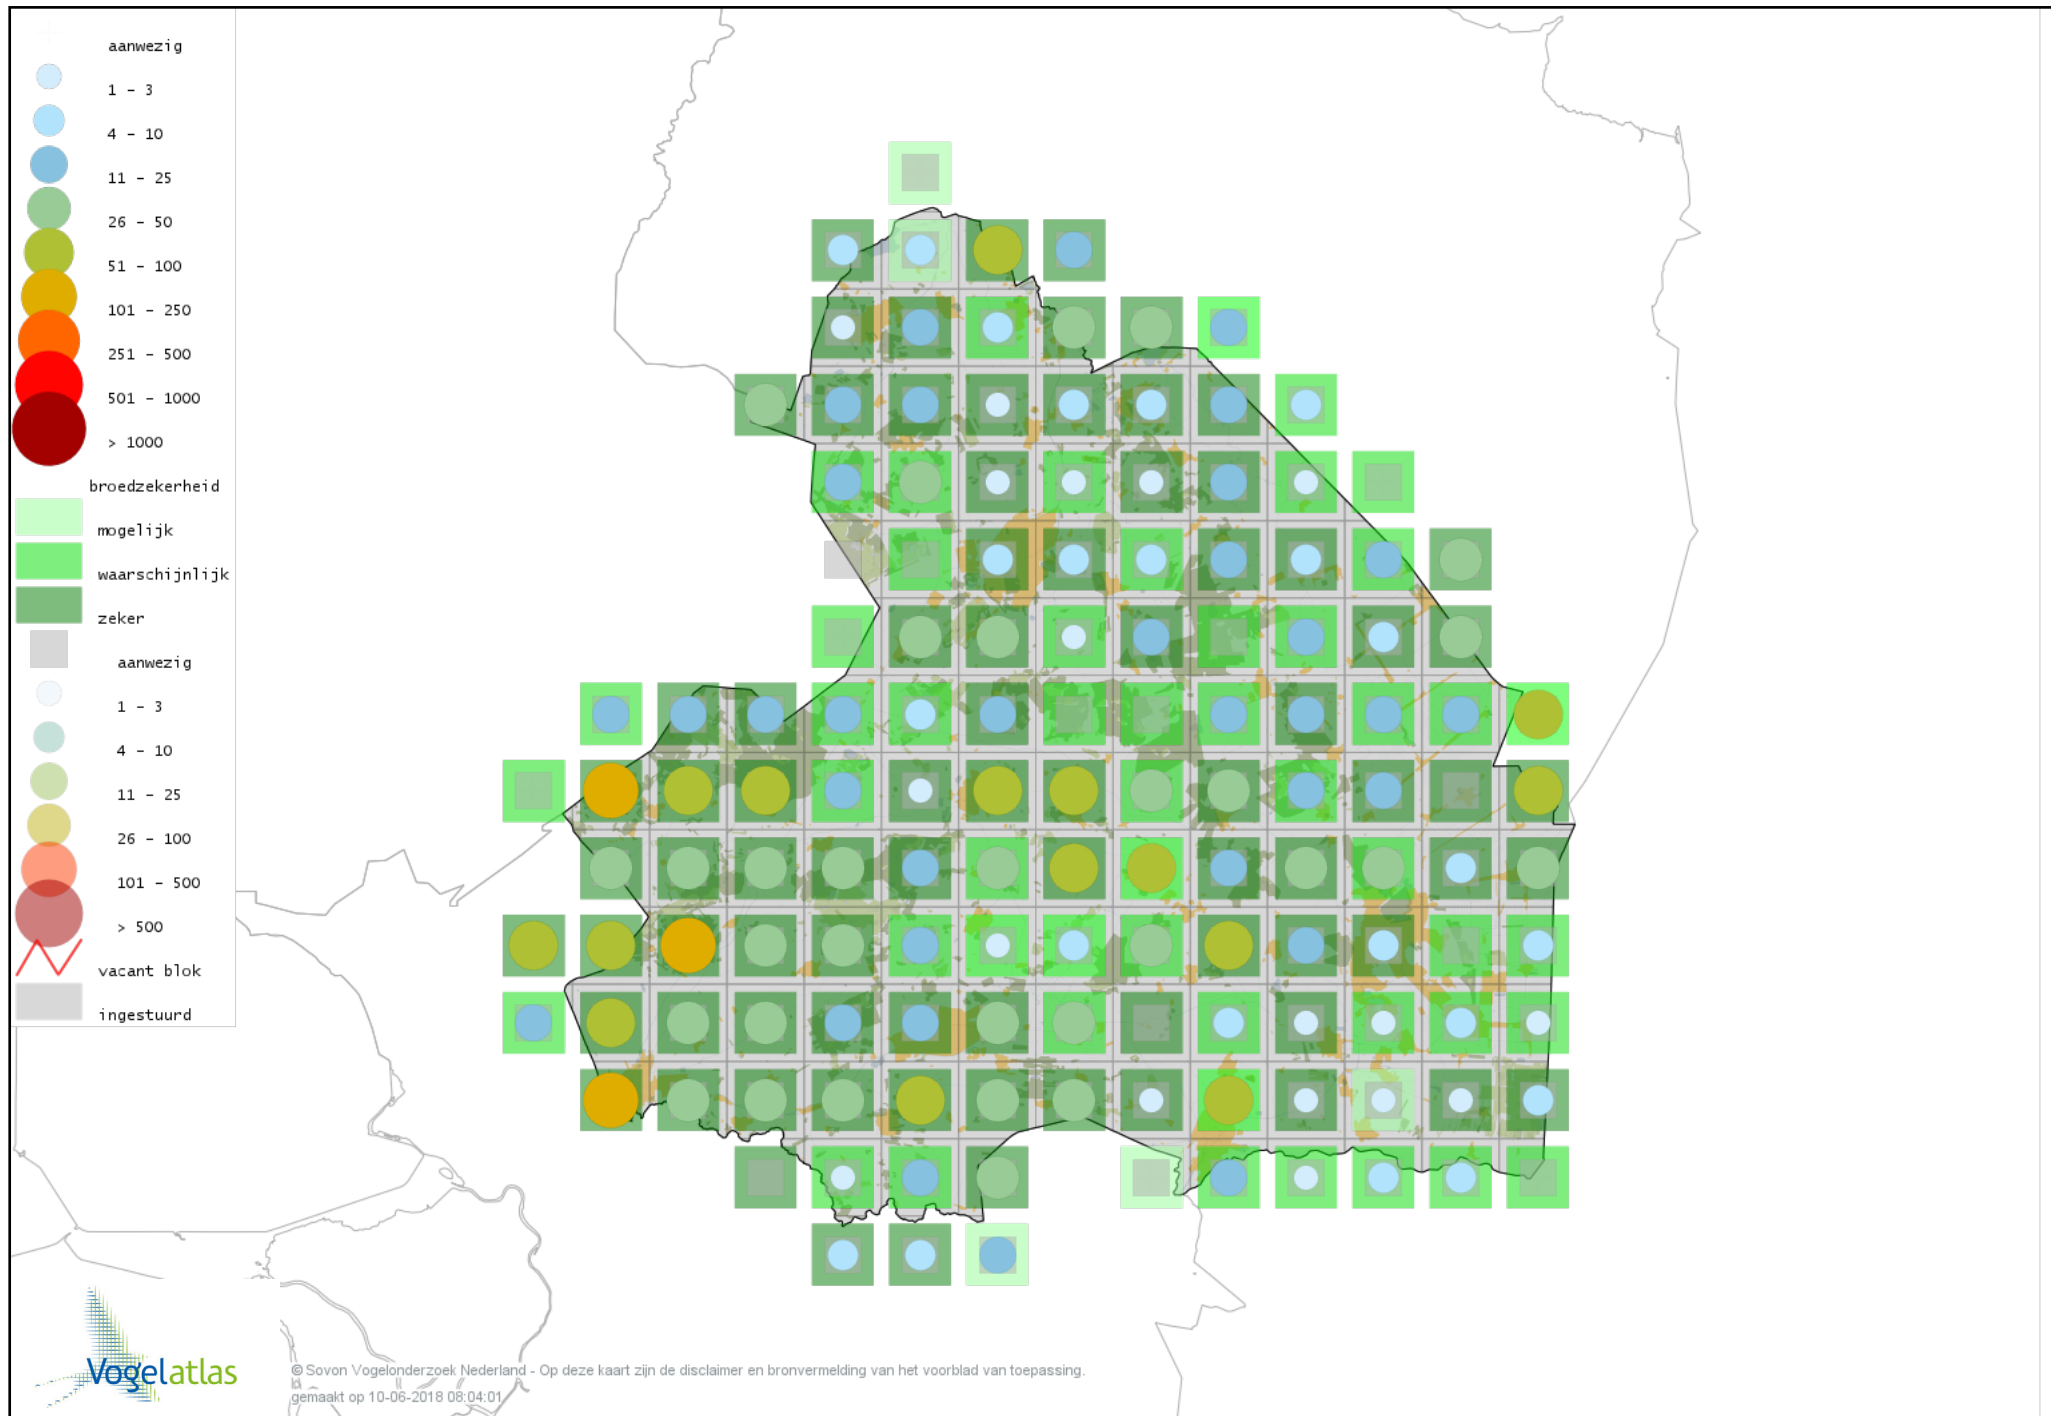 aanwezig
1 - 3
4 - 10
11 - 25
26 - 50
51 - 100
101 - 250
251 - 500
501 - 1000
> 1000
broedzekerheid
mogelijk
waarschijnlijk
zeker
aanwezig
1 - 3
4 - 10
11 - 25
26 - 100
101 - 500
> 500
vacant blok
ingestuurd
Vogelatlas
© Sovon Vogelonderzoek Nederland - Op deze kaart zijn de disclaimer en bronvermelding van het voorblad van toepassing.
gemaakt op 10-06-2018 08:04:01